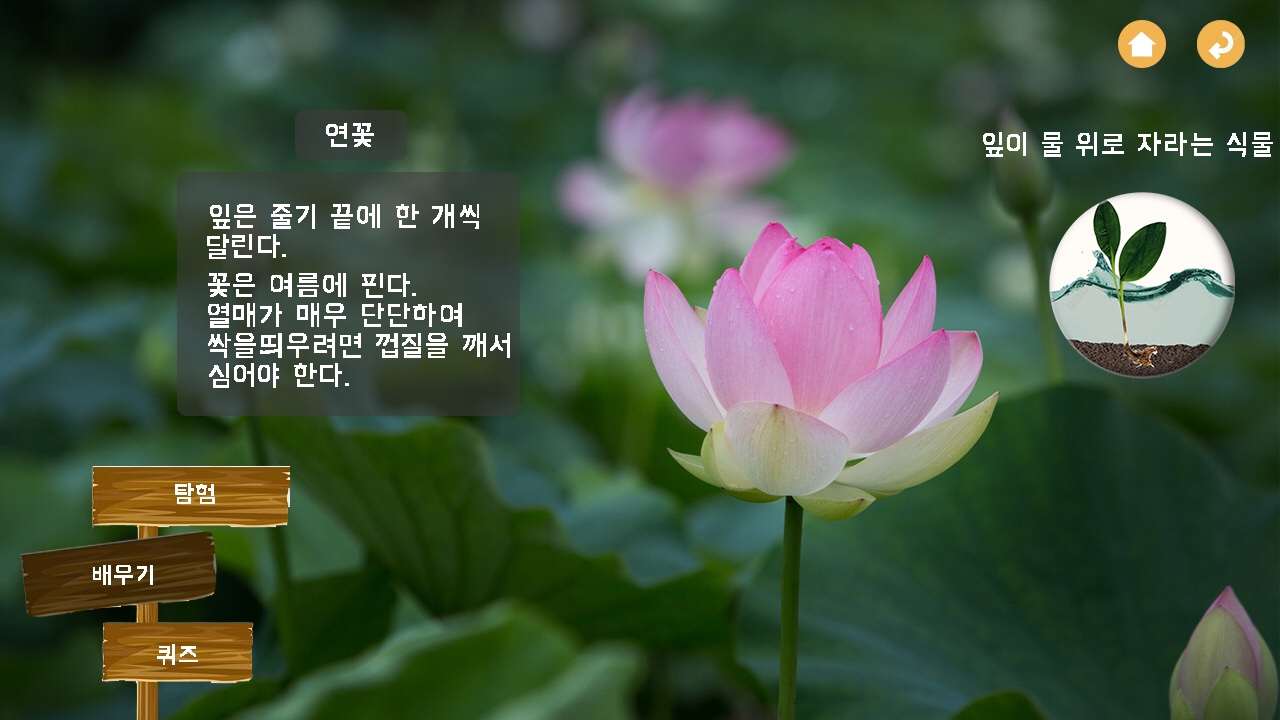 연꽃
잎이 물 위로 자라는 식물
잎은 줄기 끝에 한 개씩
달린다.
꽃은 여름에 핀다.
열매가 매우 단단하여
싹을띄우려면 껍질을 깨서
심어야 한다.
탐험
배우기
퀴즈